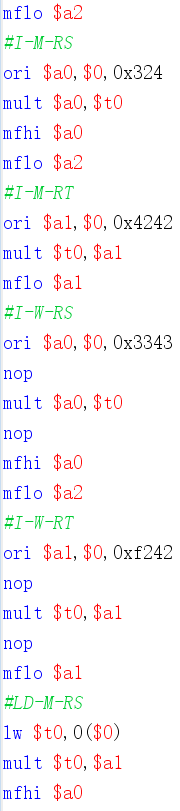 mflo $a2
#I-M-RS
ori $a0,$0,0x324
mult $a0,$t0
mfhi $a0
mflo $a2
#I-M-RT
ori $a1,$0,0x4242
mult $t0,$a1
mflo $a1
#I-W-RS
ori $a0,$0,0x3343
nop
mult $a0,$t0
nop
mfhi $a0
mflo $a2
#I-W-RT
ori $a1,$0,0xf242
nop
mult $t0,$a1
nop
mflo $a1
#LD-M-RS
lw $t0,0($0)
mult $t0,$a1
mfhi $a0